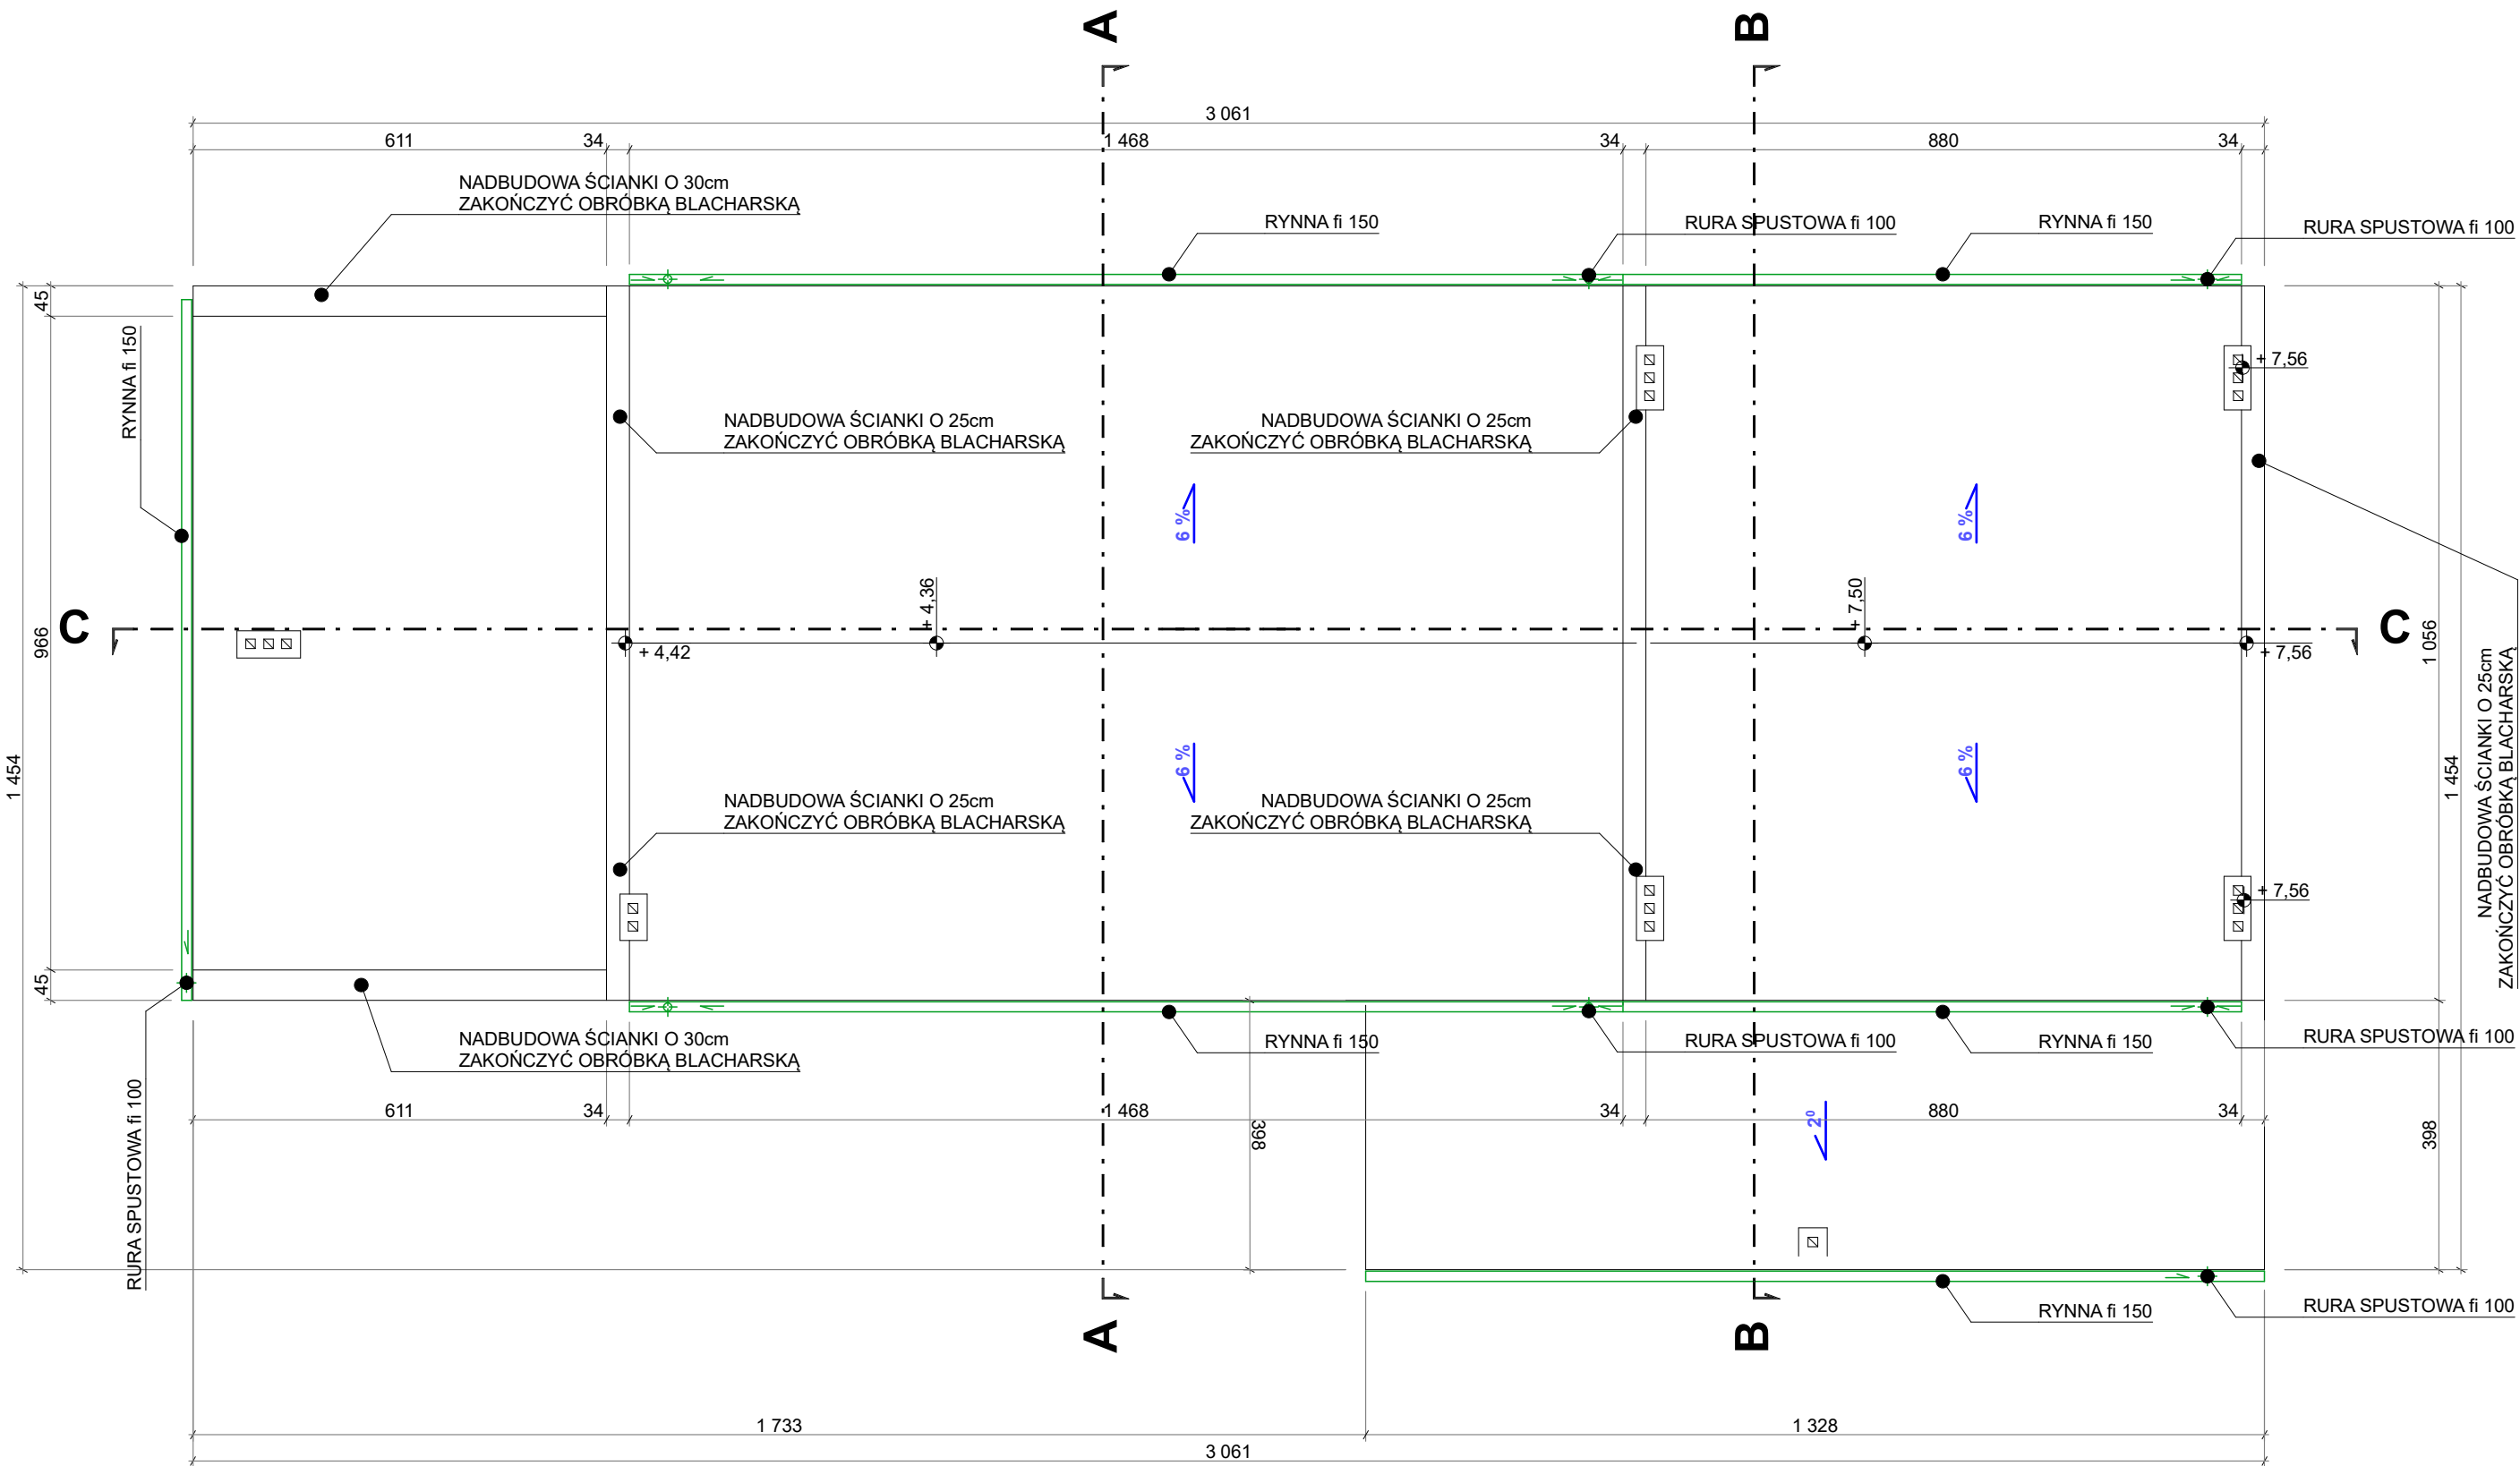 A
B
3 061
611
34
1 468
34
880
34
NADBUDOWA ŚCIANKI O 30cm
ZAKOŃCZYĆ OBRÓBKĄ BLACHARSKĄ
RYNNA fi 150
RURA SPUSTOWA fi 100
RYNNA fi 150
RURA SPUSTOWA fi 100
45
RYNNA fi 150
+ 7,56
NADBUDOWA ŚCIANKI O 25cm
ZAKOŃCZYĆ OBRÓBKĄ BLACHARSKĄ
NADBUDOWA ŚCIANKI O 25cm
ZAKOŃCZYĆ OBRÓBKĄ BLACHARSKĄ
6 %
6 %
+ 4,36
+ 7,50
C
C
966
+ 4,42
+ 7,56
1 056
1 454
1 454
6 %
6 %
NADBUDOWA ŚCIANKI O 25cm
ZAKOŃCZYĆ OBRÓBKĄ BLACHARSKĄ
NADBUDOWA ŚCIANKI O 25cm
ZAKOŃCZYĆ OBRÓBKĄ BLACHARSKĄ
NADBUDOWA ŚCIANKI O 25cm
ZAKOŃCZYĆ OBRÓBKĄ BLACHARSKĄ
+ 7,56
45
NADBUDOWA ŚCIANKI O 30cm
ZAKOŃCZYĆ OBRÓBKĄ BLACHARSKĄ
RYNNA fi 150
RURA SPUSTOWA fi 100
RYNNA fi 150
RURA SPUSTOWA fi 100
RURA SPUSTOWA fi 100
611
34
1 468
34
880
34
398
2⁰
398
RYNNA fi 150
RURA SPUSTOWA fi 100
A
B
1 733
1 328
3 061